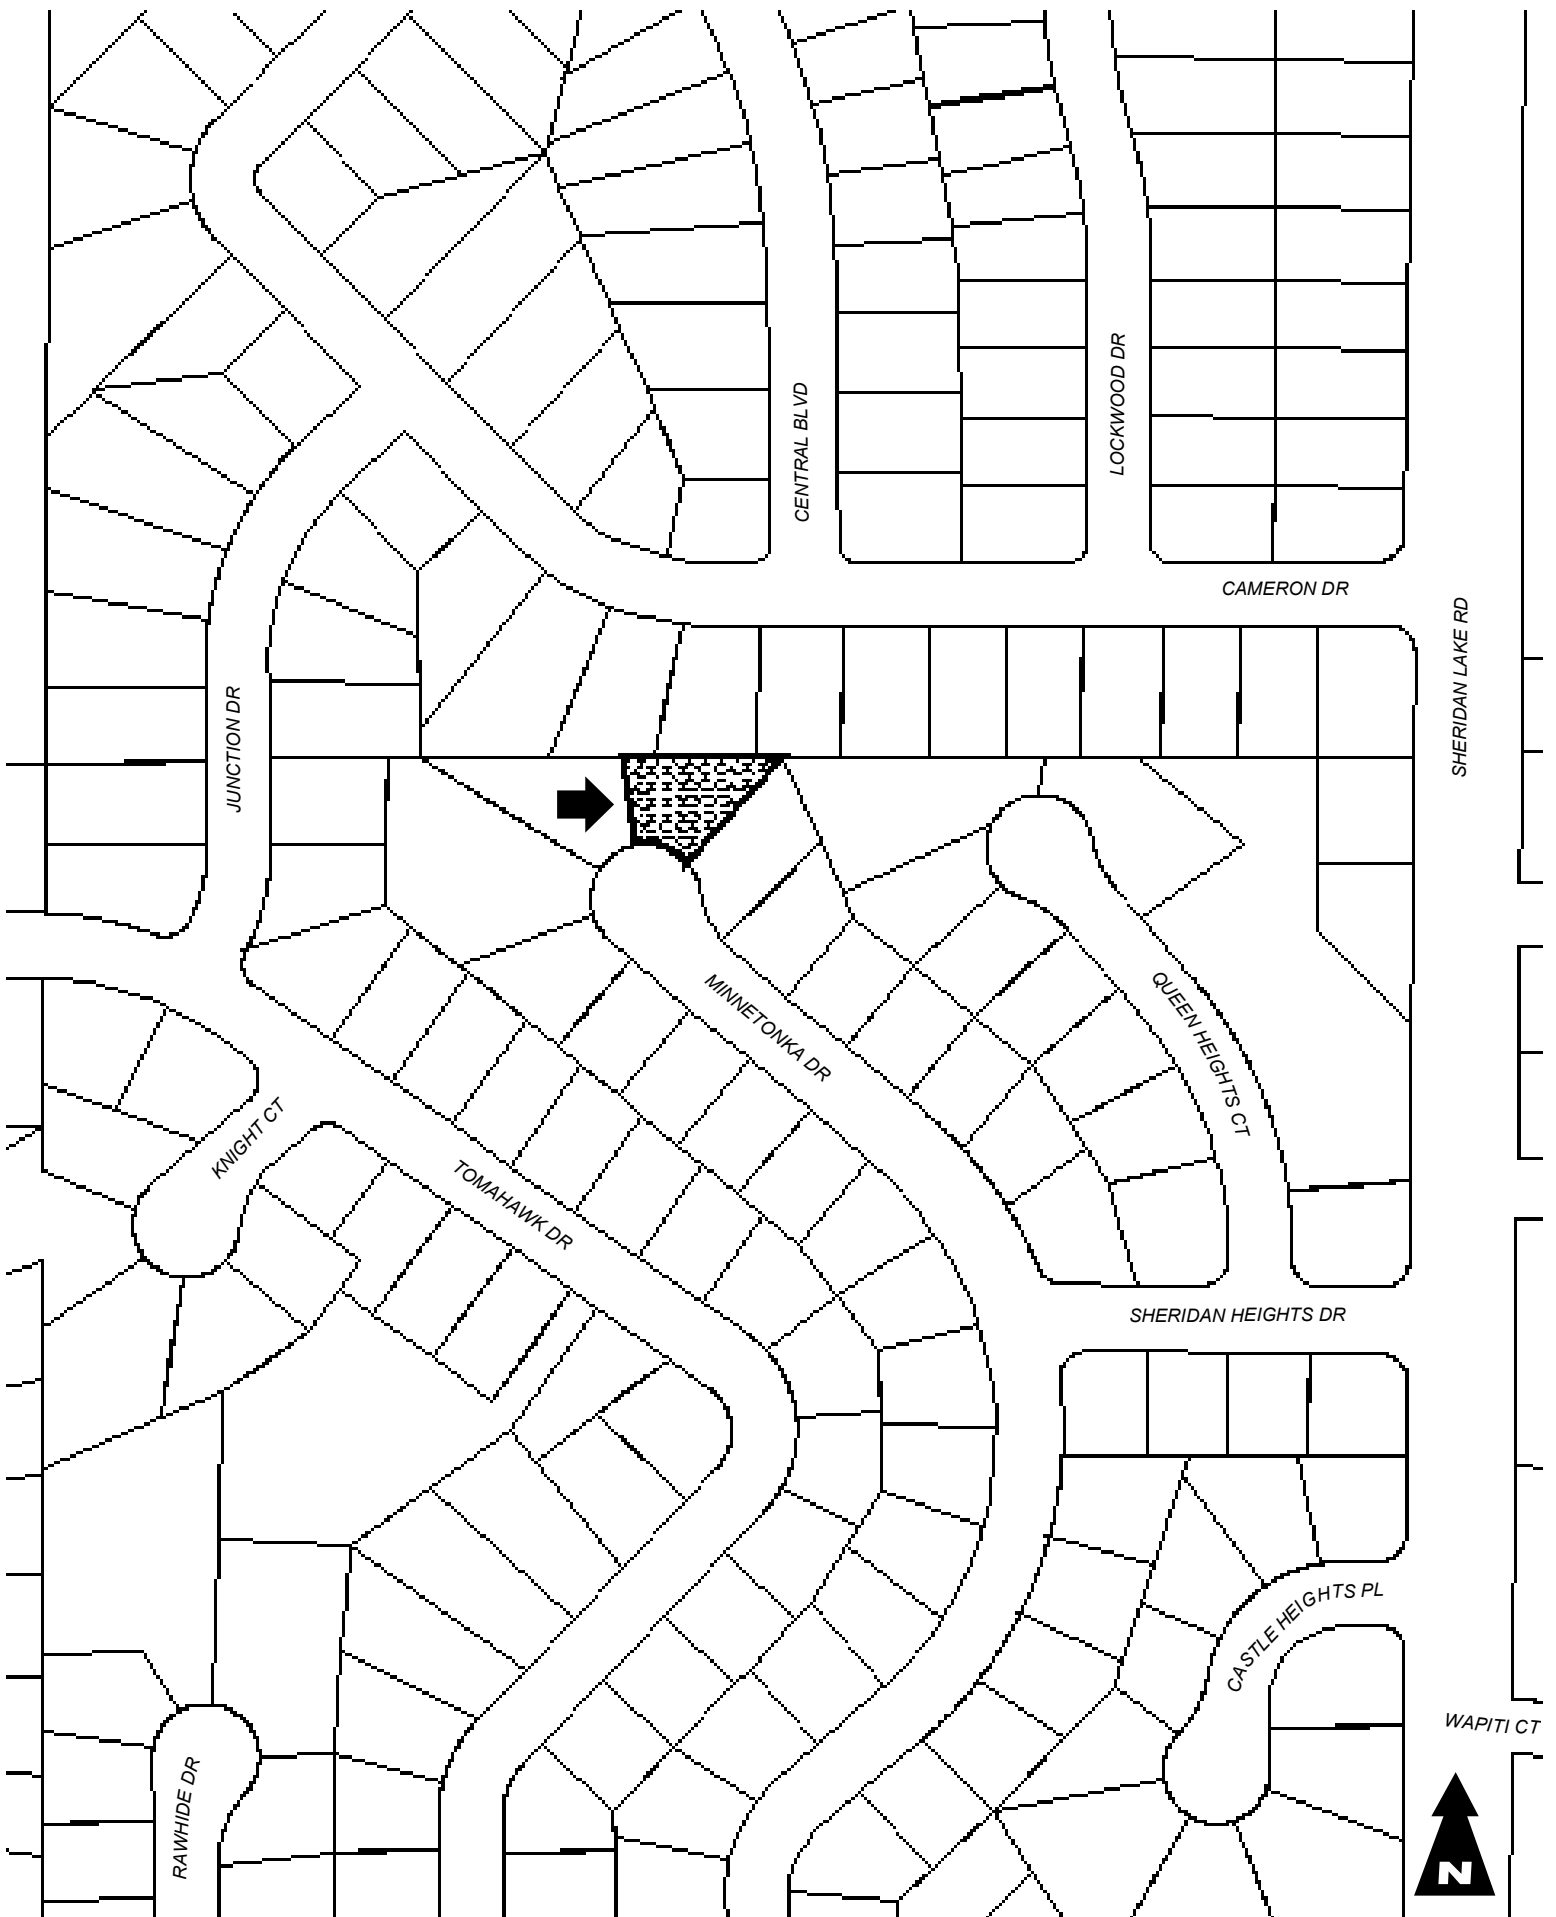 LOCKWOOD DR
CENTRAL BLVD
CAMERON DR
SHERIDAN LAKE RD
JUNCTION DR
MINNETONKA DR
QUEEN HEIGHTS CT
KNIGHT CT
TOMAHAWK DR
SHERIDAN HEIGHTS DR
CASTLE HEIGHTS PL
WAPITI CT
RAWHIDE DR
N